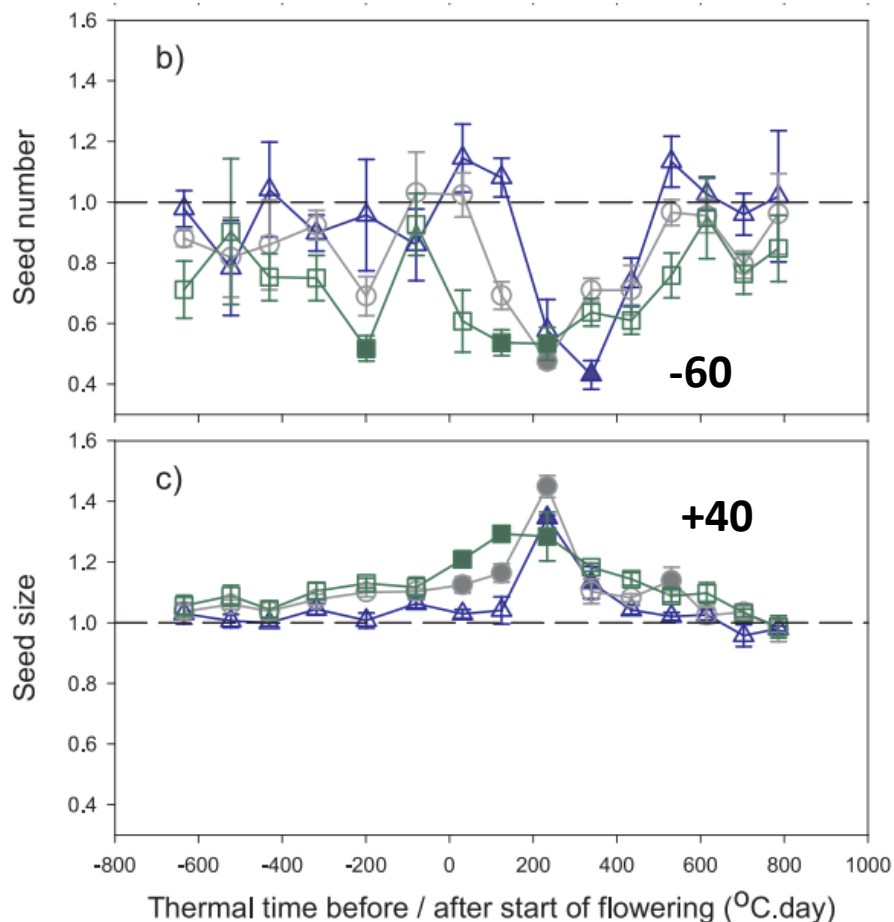 1.6
b)
1.4
1.2
Seed number
1.0
0.8
0.6
-60
0.4
1.6
c)
1.4
+40
1.2
Seed size
1.0
0.8
0.6
0.4
-800 -600 -400 -200 0 200 400 600 800 1000
Thermal time before / after start of flowering (ºC.day)